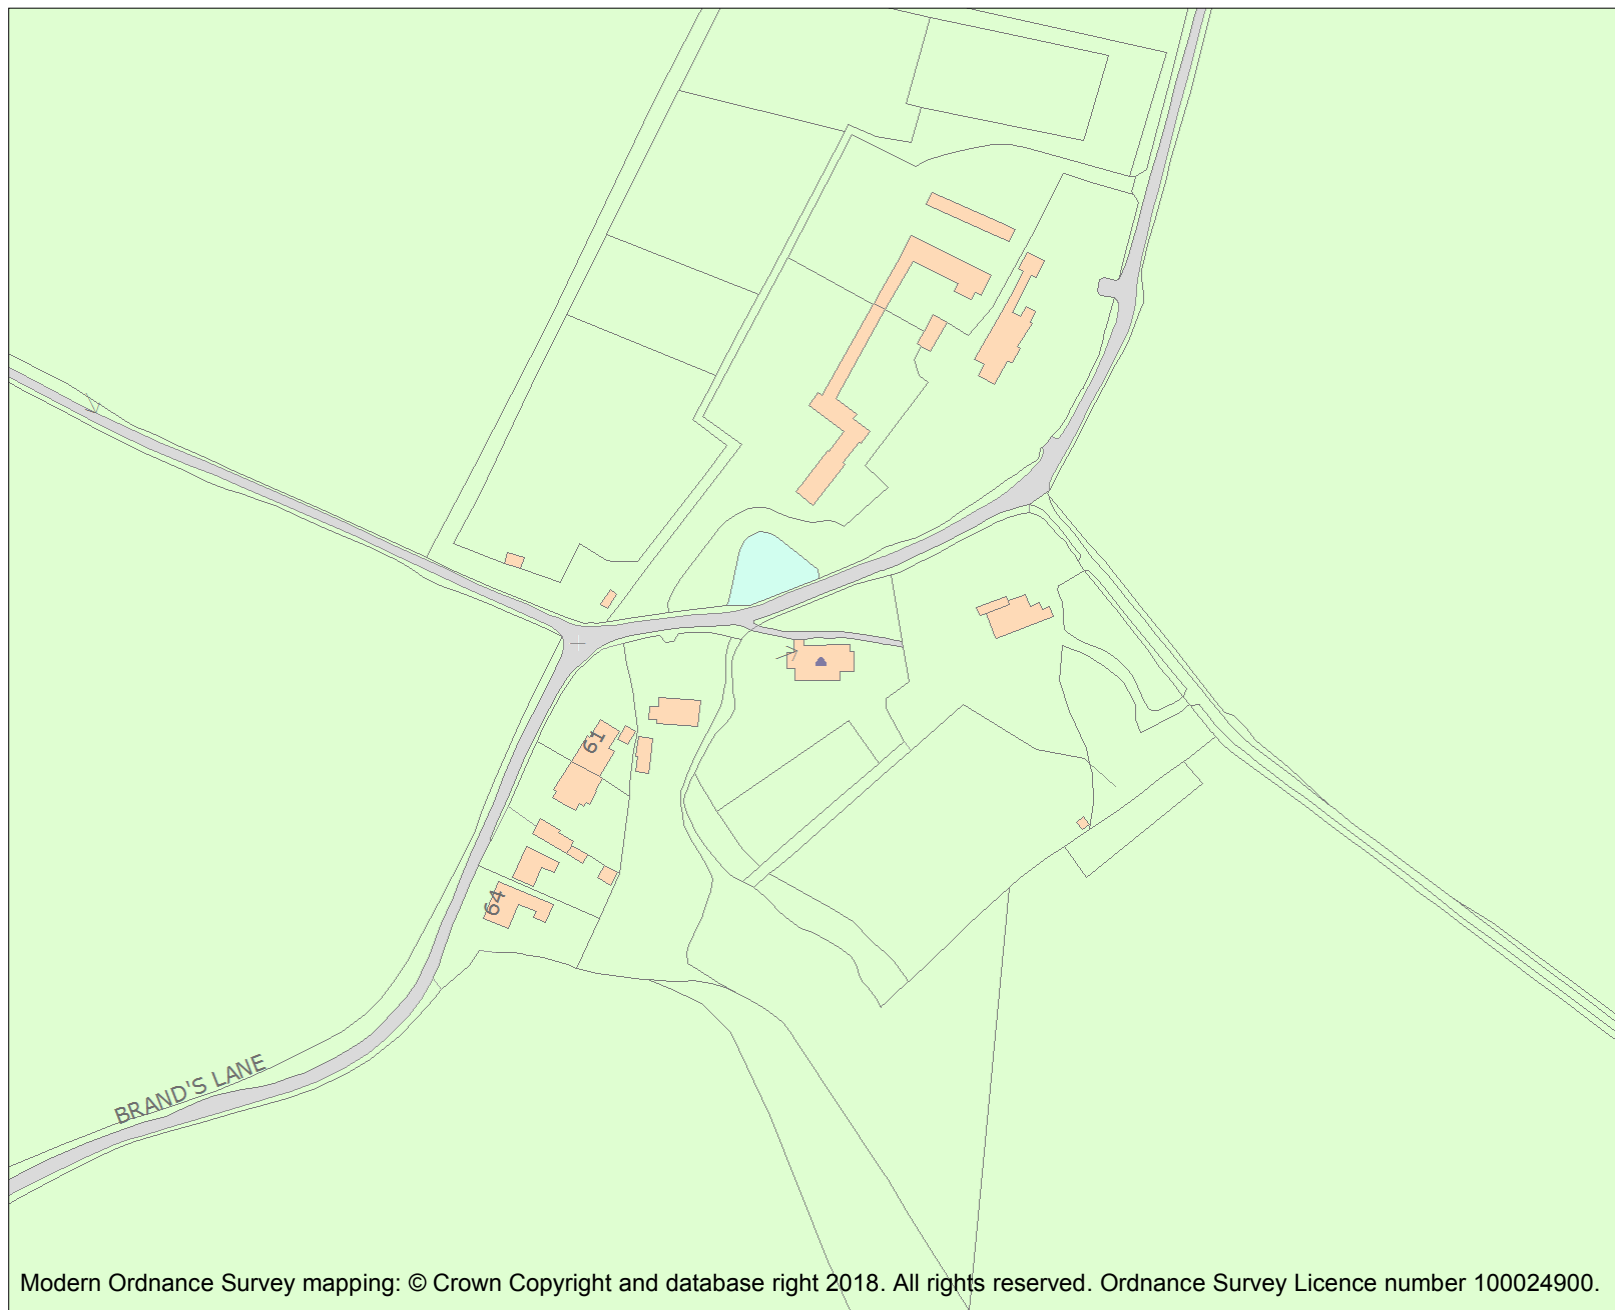 61
64
BRAND'S LANE
Modern Ordnance Survey mapping: © Crown Copyright and database right 2018. All rights reserved. Ordnance Survey Licence number 100024900.